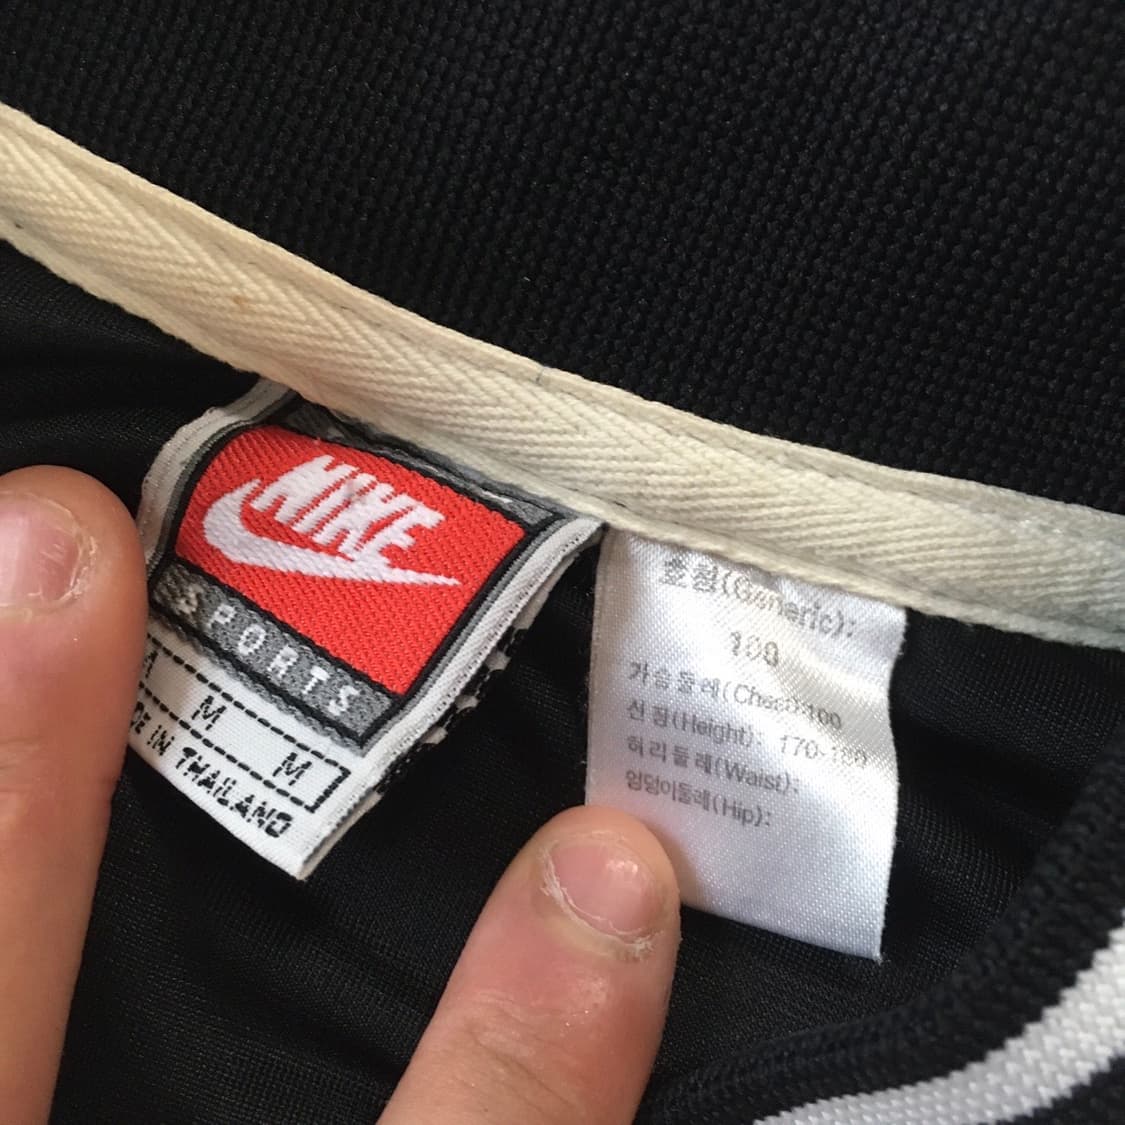 NIKE
SPORTS
M M
MADE IN THAILAND
호칭(Generic):
100
가슴둘레(Chest):100
신장(Height): 170-180
허리둘레(Waist):
엉덩이둘레(Hip):